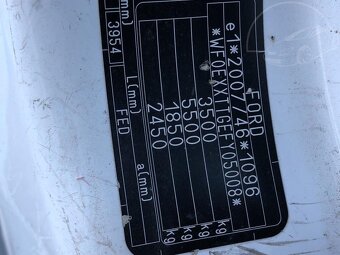 FORD
e1*2007/46*1096
*WF0EXXTTGEFY05008*
3500 kg
5500 kg
1850 kg
2450 kg
L(mm) a(mm)
(mm) 3954 FED